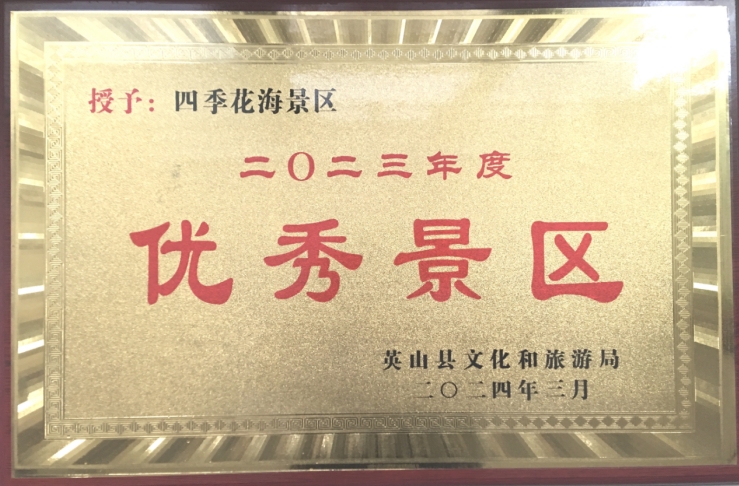 授予：四季花海景区
二〇二三年度
优秀景区
英山县文化和旅游局
二〇二四年三月